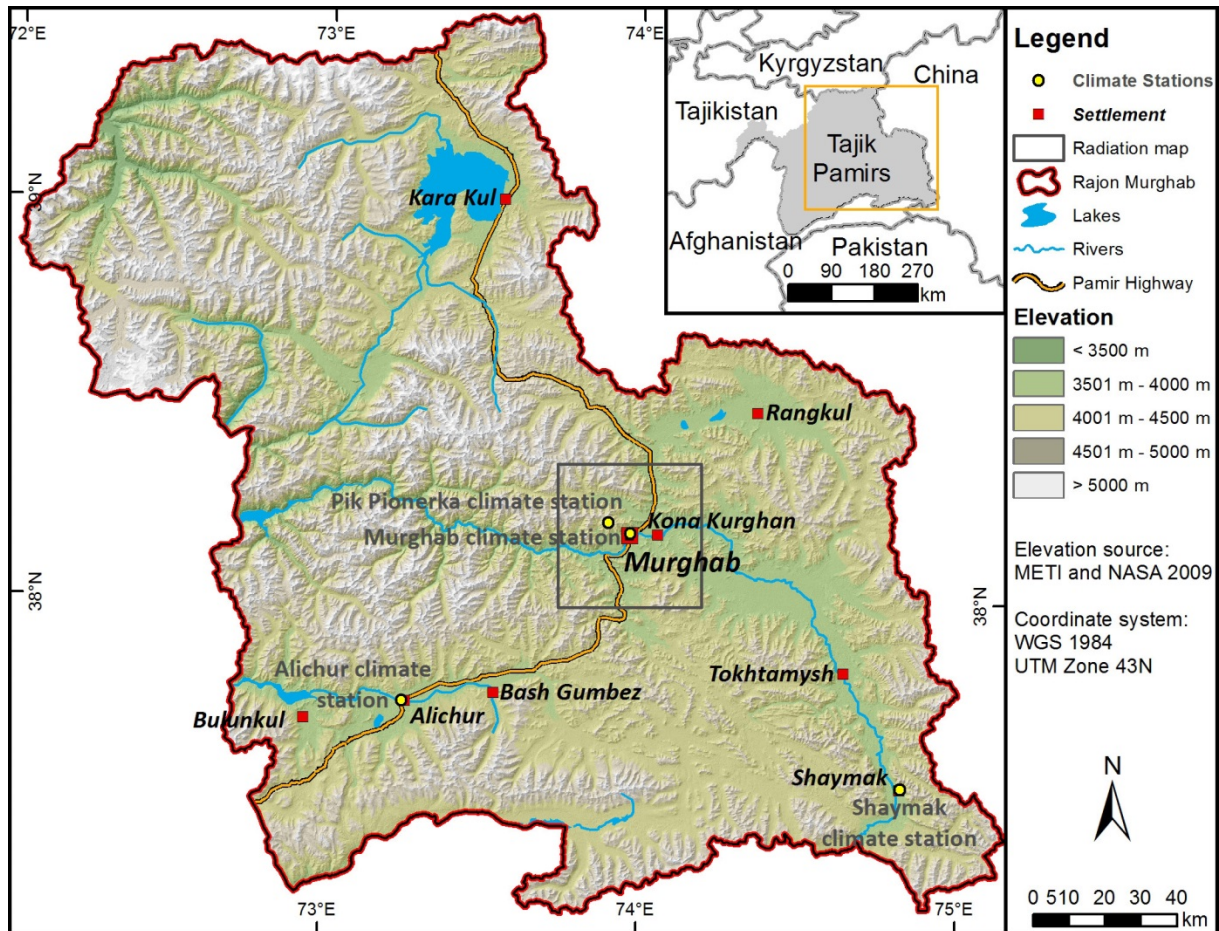 72°E
73°E
74°E
39°N
38°N
38°N
73°E
74°E
75°E
Kara Kul
Rangkul
Pik Pionerka climate station
Murghab climate station
Kona Kurghan
Murghab
Alichur climate
station
Bulunkul
Alichur
Bash Gumbez
Tokhtamysh
Shaymak
Shaymak
climate station
Kyrgyzstan
China
Tajikistan
Tajik
Pamirs
Afghanistan
Pakistan
0 90 180 270
km
Legend
Climate Stations
Settlement
Radiation map
Rajon Murghab
Lakes
Rivers
Pamir Highway
Elevation
< 3500 m
3501 m - 4000 m
4001 m - 4500 m
4501 m - 5000 m
> 5000 m
Elevation source:
METI and NASA 2009
Coordinate system:
WGS 1984
UTM Zone 43N
N
0 510 20 30 40
km